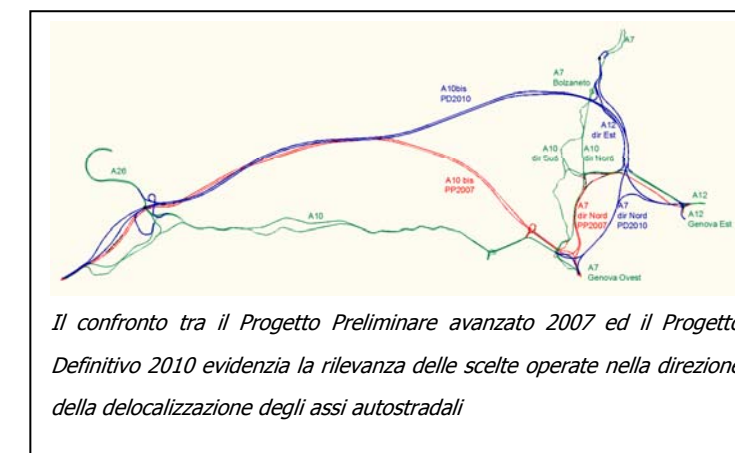 A7
A7
Bolzaneto
A10bis
PD2010
A12
dir Est
A10
dir Sud
A10
dir Nord
A26
A10 bis
PP2007
A10
A7
dir Nord
PP2007
A7
dir Nord
PD2010
A12
A12
Genova Est
A7
Genova Ovest
Il confronto tra il Progetto Preliminare avanzato 2007 ed il Progetto
Definitivo 2010 evidenzia la rilevanza delle scelte operate nella direzione
della delocalizzazione degli assi autostradali